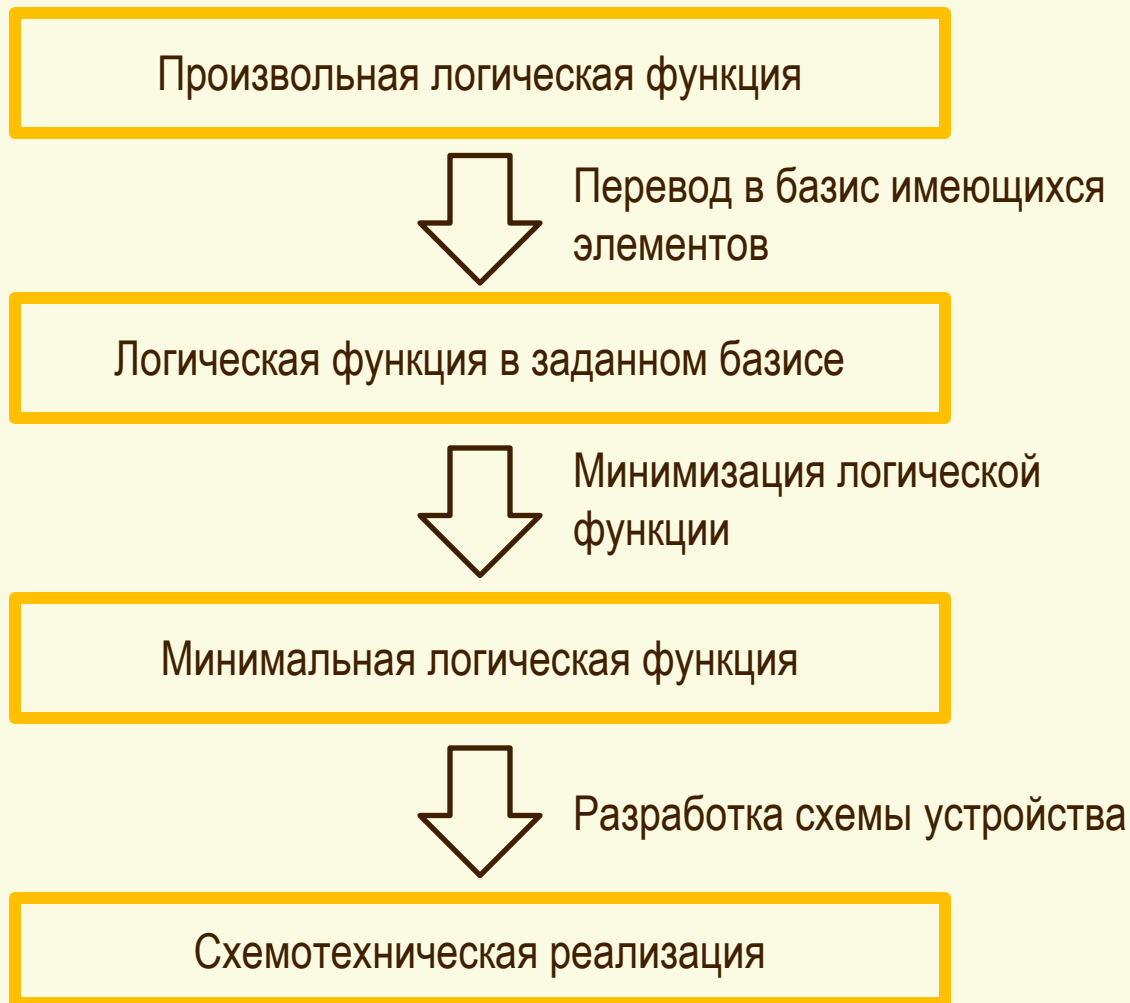 Произвольная логическая функция
Перевод в базис имеющихся
элементов
Логическая функция в заданном базисе
Минимизация логической
функции
Минимальная логическая функция
Разработка схемы устройства
Схемотехническая реализация